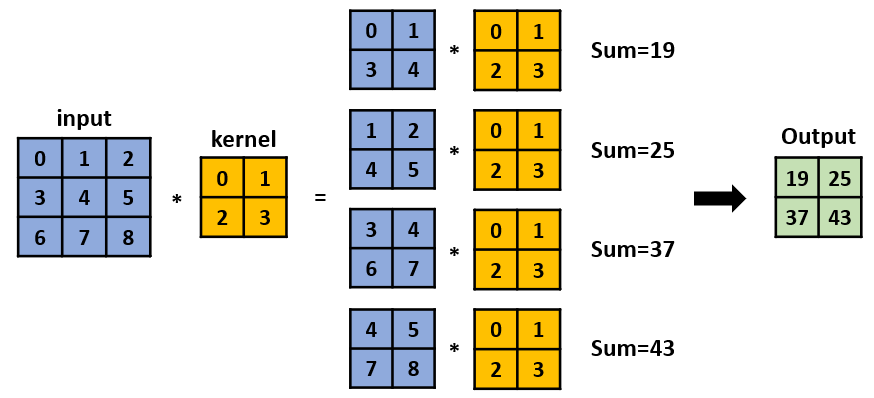 input
0 1 2
3 4 5
6 7 8
*
kernel
0 1
2 3
=
0 1
3 4
*
0 1
2 3
Sum=19
1 2
4 5
*
0 1
2 3
Sum=25
3 4
6 7
*
0 1
2 3
Sum=37
4 5
7 8
*
0 1
2 3
Sum=43
Output
19 25
37 43